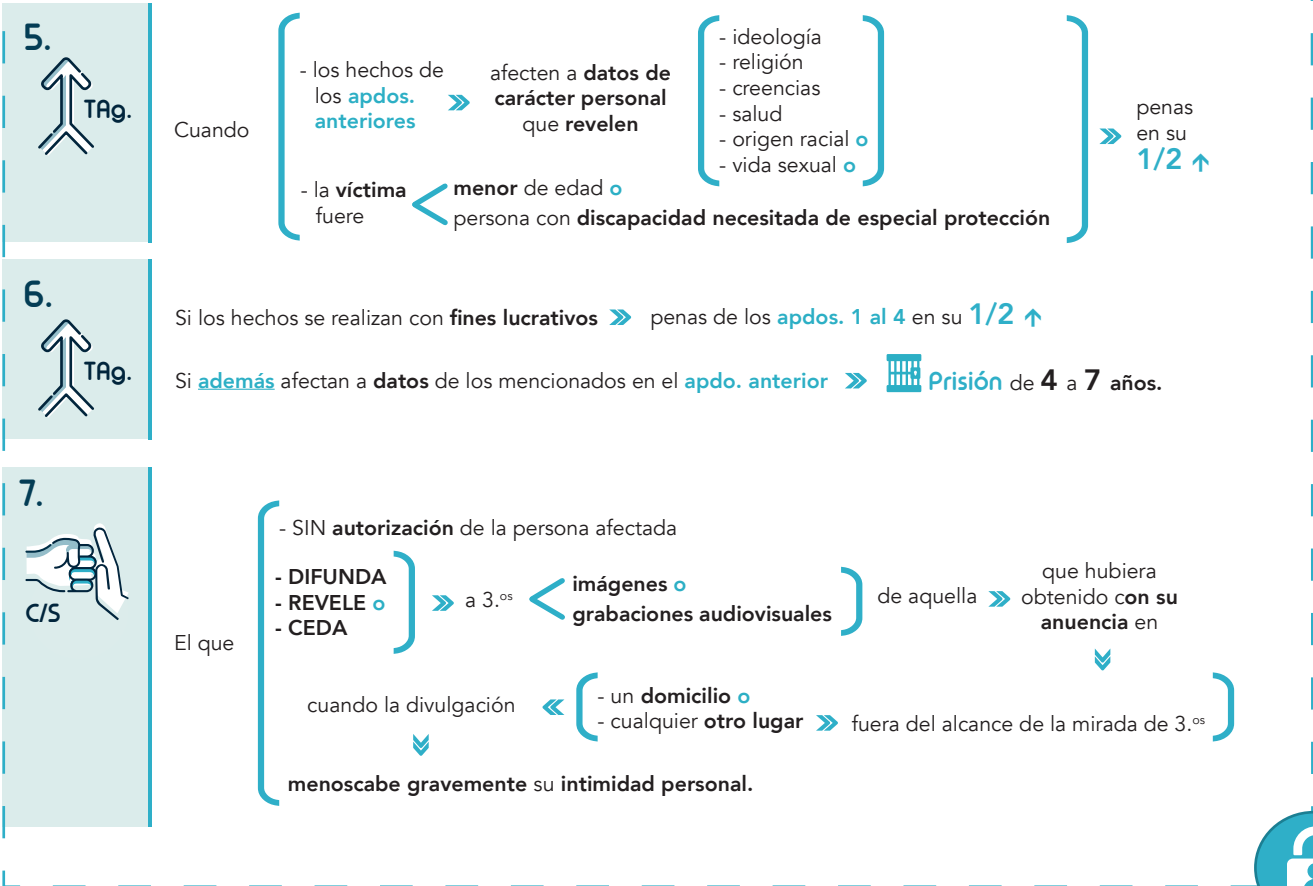 5.
TAg.
Cuando
- los hechos de
los apdos.
anteriores
afecten a datos de
carácter personal
que revelen
- ideología
- religión
- creencias
- salud
- origen racial o
- vida sexual o
- la víctima
fuere
menor de edad o
persona con discapacidad necesitada de especial protección
penas
en su
1/2 ↑
6.
TAg.
Si los hechos se realizan con fines lucrativos » penas de los apdos. 1 al 4 en su 1/2 ↑
Si además afectan a datos de los mencionados en el apdo. anterior » Prisión de 4 a 7 años.
7.
C/S
El que
- SIN autorización de la persona afectada
- DIFUNDA
- REVELE o
- CEDA
» a 3.os
imágenes o
grabaciones audiovisuales
de aquella »
que hubiera
obtenido con su
anuencia en
- un domicilio o
- cualquier otro lugar » fuera del alcance de la mirada de 3.os
cuando la divulgación «
menoscabe gravemente su intimidad personal.